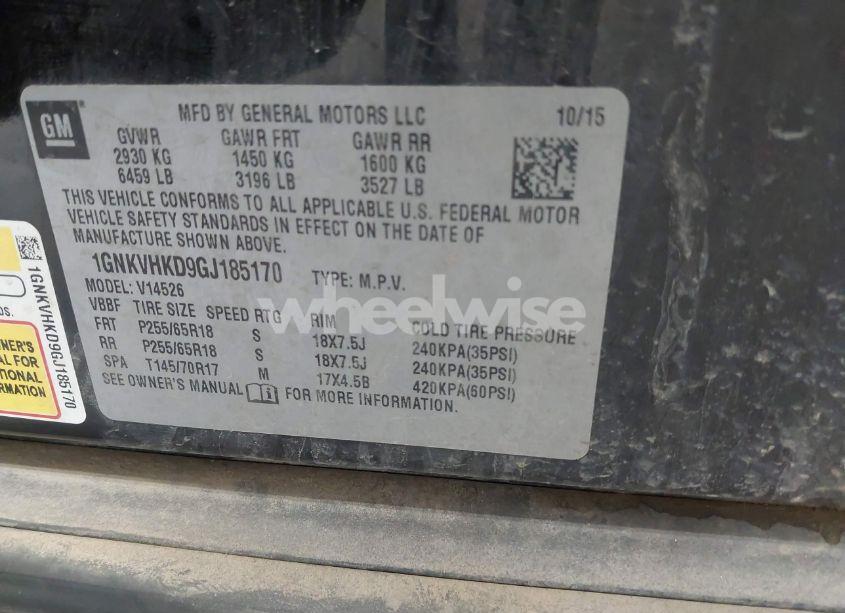 GM
MFD BY GENERAL MOTORS LLC 10/15
GVWR GAWR FRT GAWR RR
2930 KG 1450 KG 1600 KG
6459 LB 3196 LB 3527 LB
THIS VEHICLE CONFORMS TO ALL APPLICABLE U.S. FEDERAL MOTOR
VEHICLE SAFETY STANDARDS IN EFFECT ON THE DATE OF
MANUFACTURE SHOWN ABOVE.
1GNKVHKD9GJ185170 TYPE: M.P.V.
MODEL: V14526
VBBF TIRE SIZE SPEED RTG RIM COLD TIRE PRESSURE
FRT P255/65R18 S 18X7.5J 240KPA(35PSI)
RR P255/65R18 S 18X7.5J 240KPA(35PSI)
SPA T145/70R17 M 17X4.5B 420KPA(60PSI)
SEE OWNER'S MANUAL FOR MORE INFORMATION.
wheelwise
1GNKVHKD9GJ185170